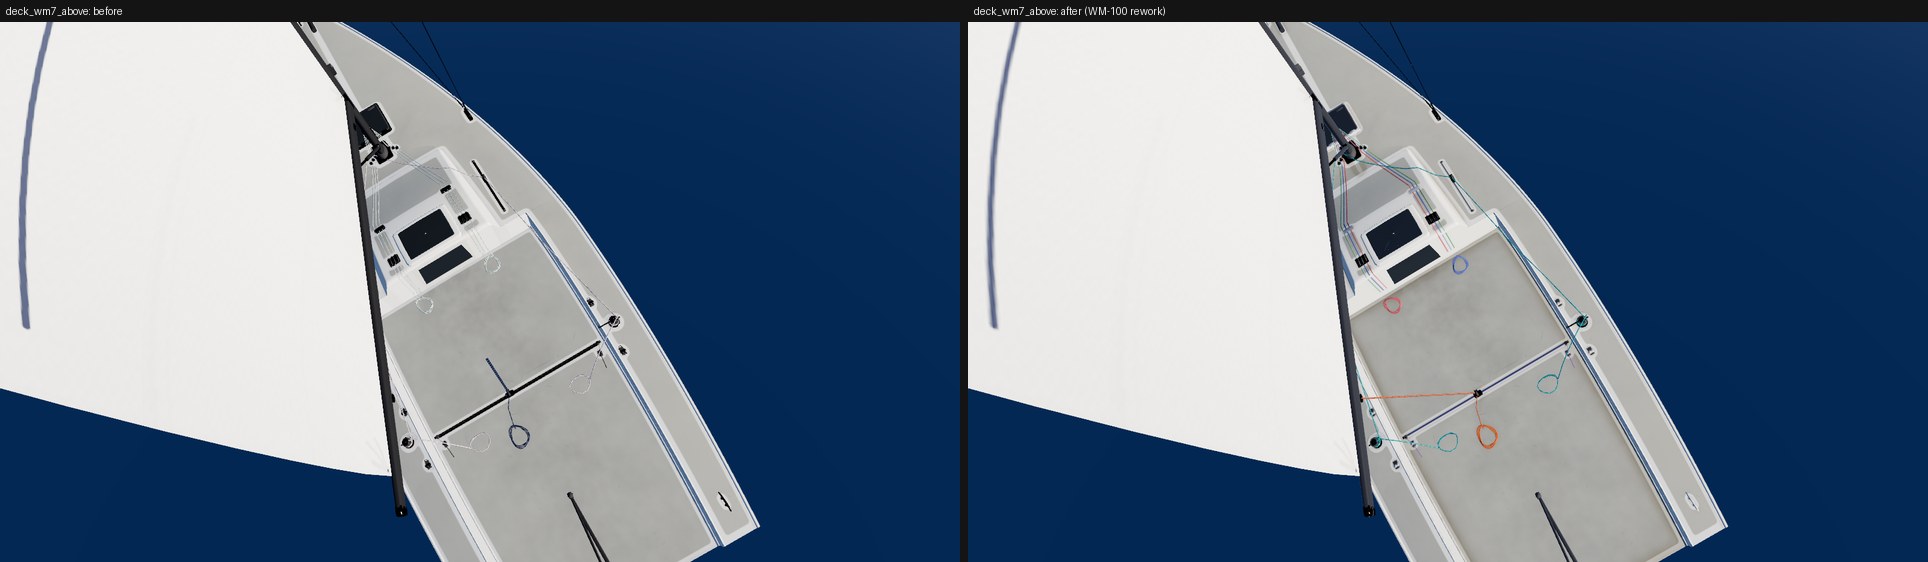 deck_wm7_above: before
deck_wm7_above: after (WM-100 rework)